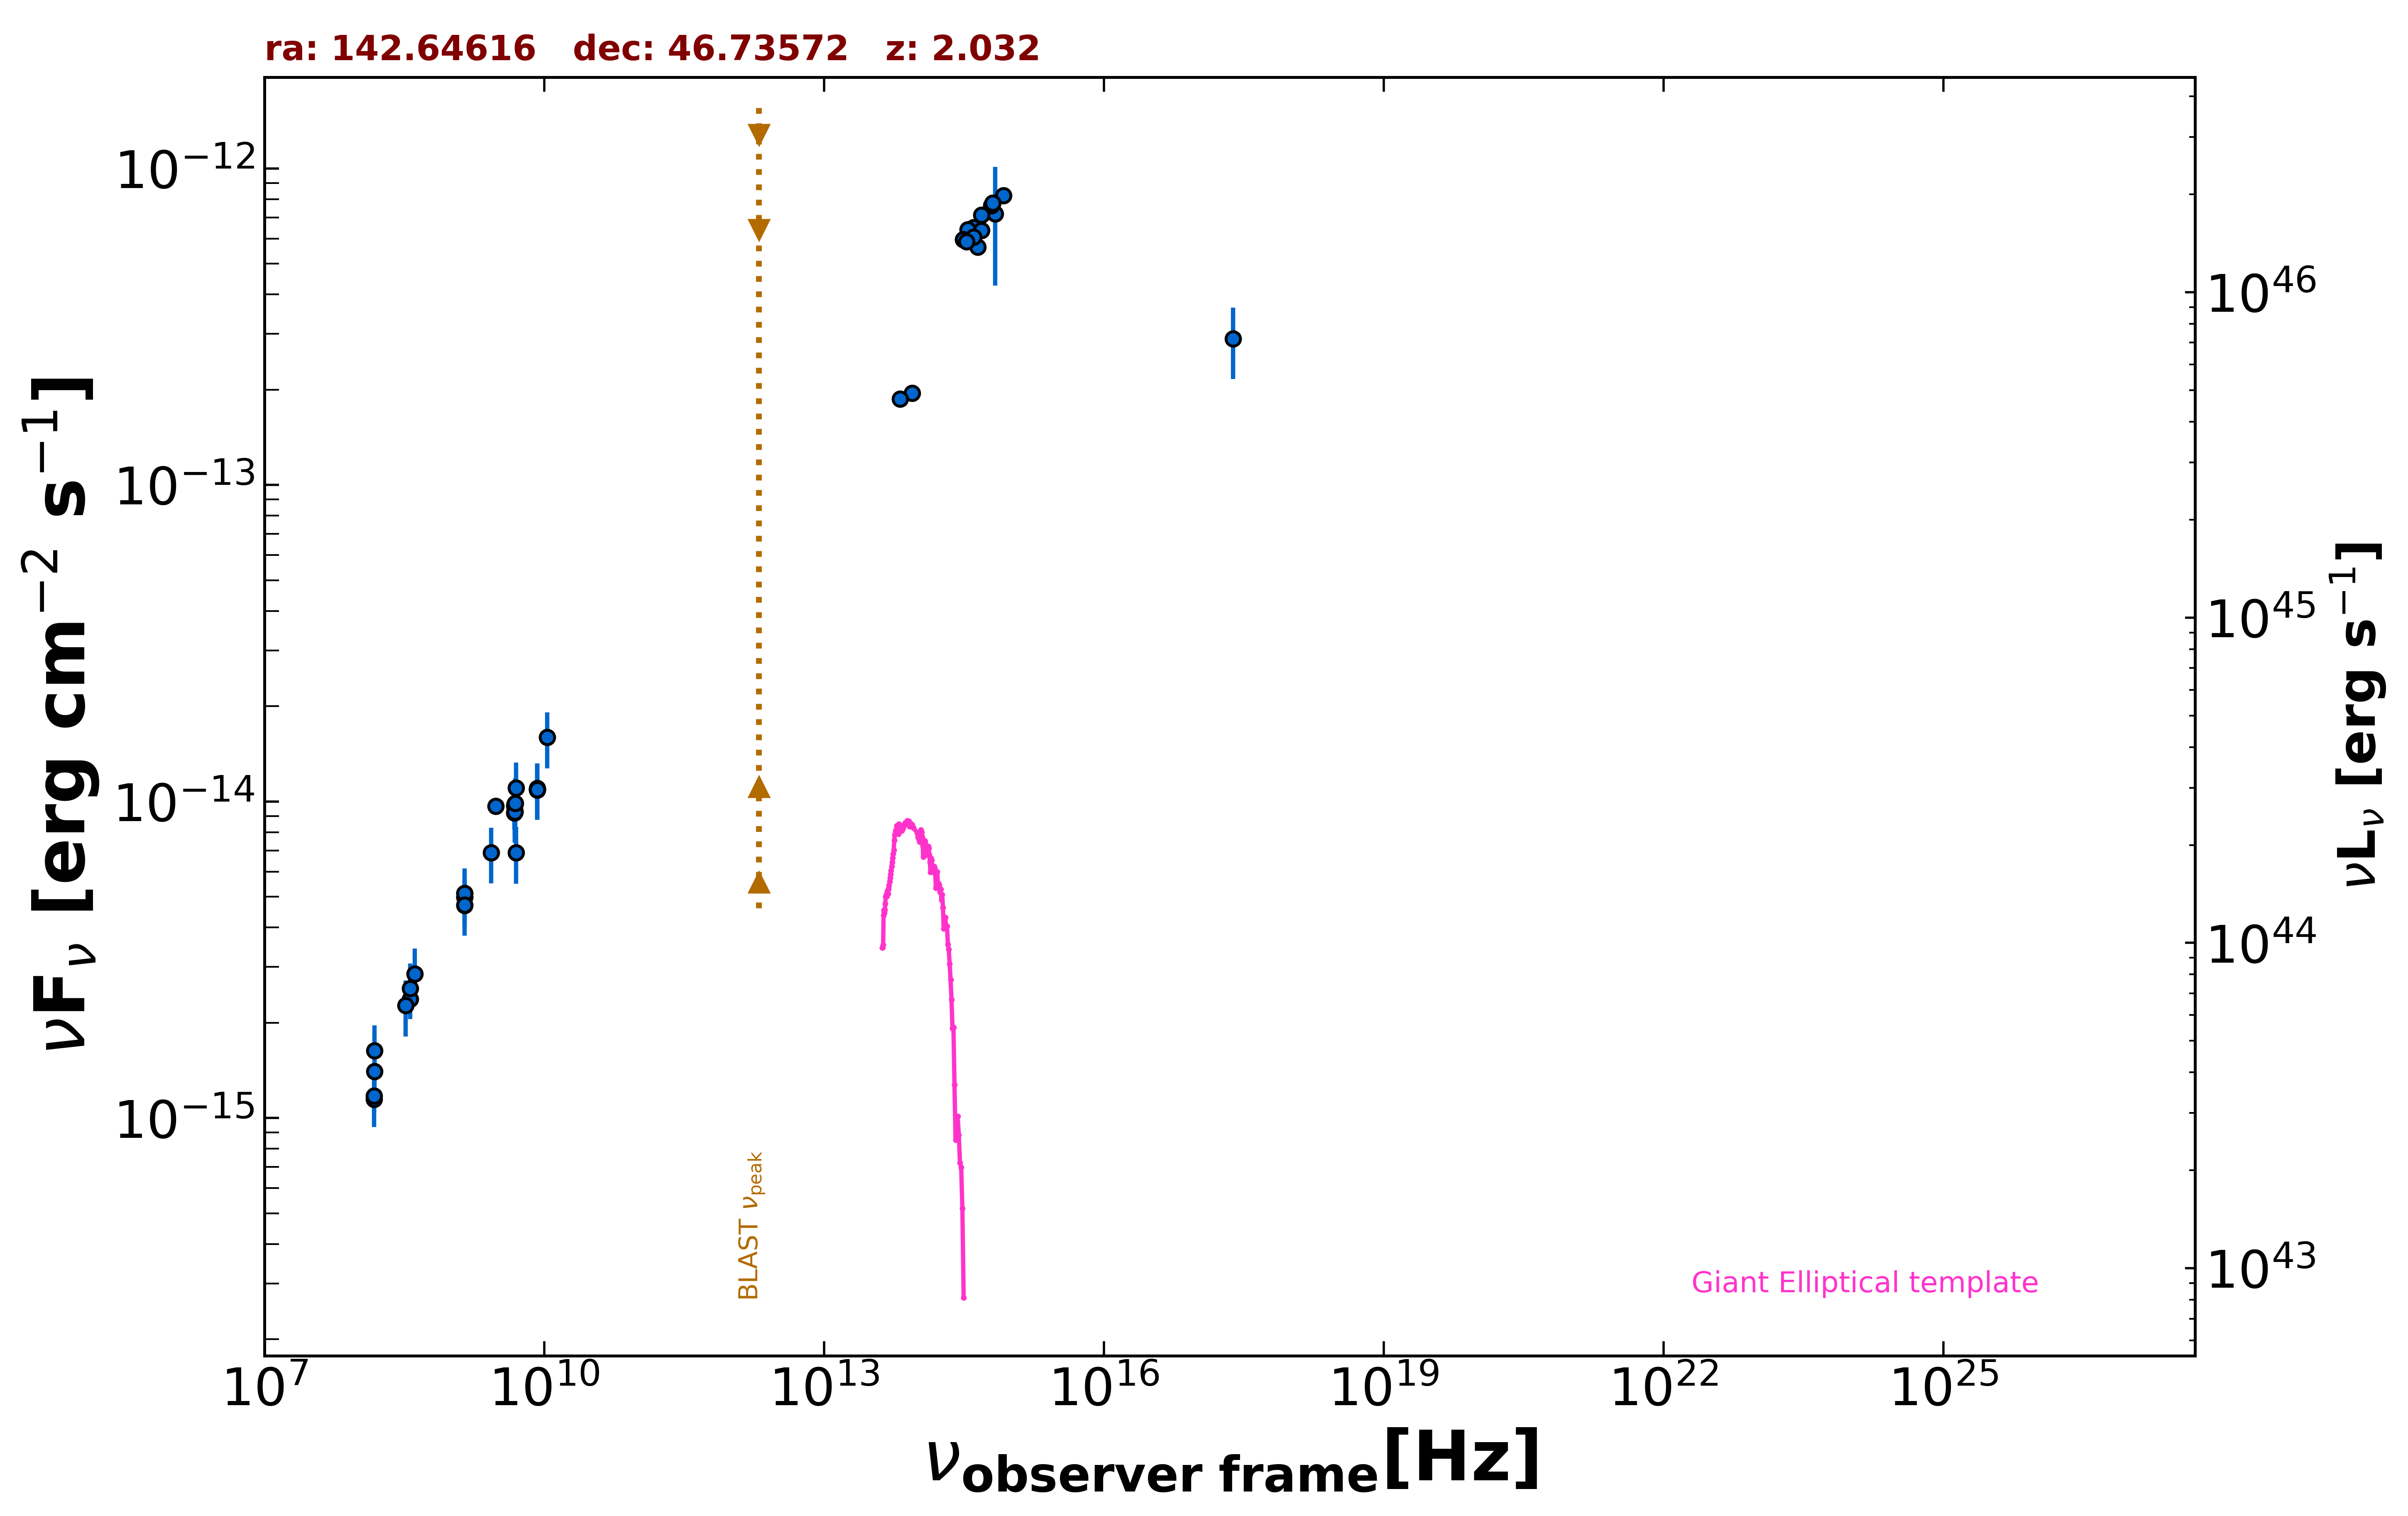 ra: 142.64616   dec: 46.73572   z: 2.032
νF_ν [erg cm^−2 s^−1]
10^−12
10^−13
10^−14
10^−15
10^46
10^45
10^44
10^43
νL_ν [erg s^−1]
BLAST ν_peak
Giant Elliptical template
10^7 10^10 10^13 10^16 10^19 10^22 10^25
ν_observer frame [Hz]